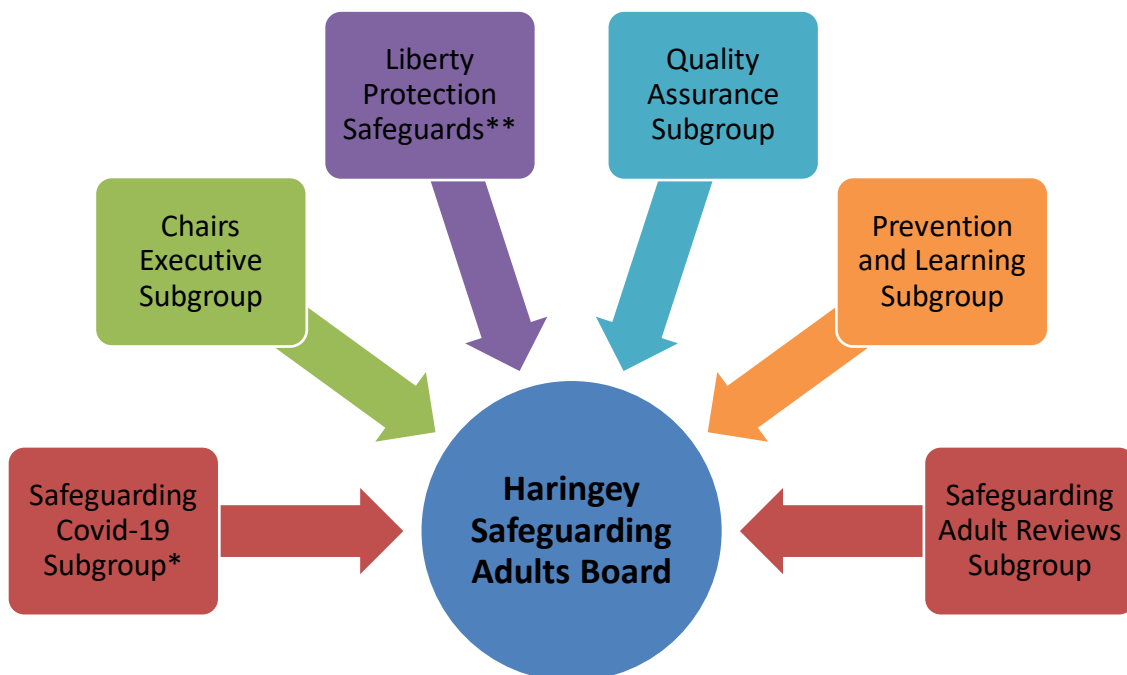 Liberty
Protection
Safeguards**
Quality
Assurance
Subgroup
Chairs
Executive
Subgroup
Prevention
and Learning
Subgroup
Safeguarding
Covid-19
Subgroup*
Haringey
Safeguarding
Adults Board
Safeguarding
Adult Reviews
Subgroup